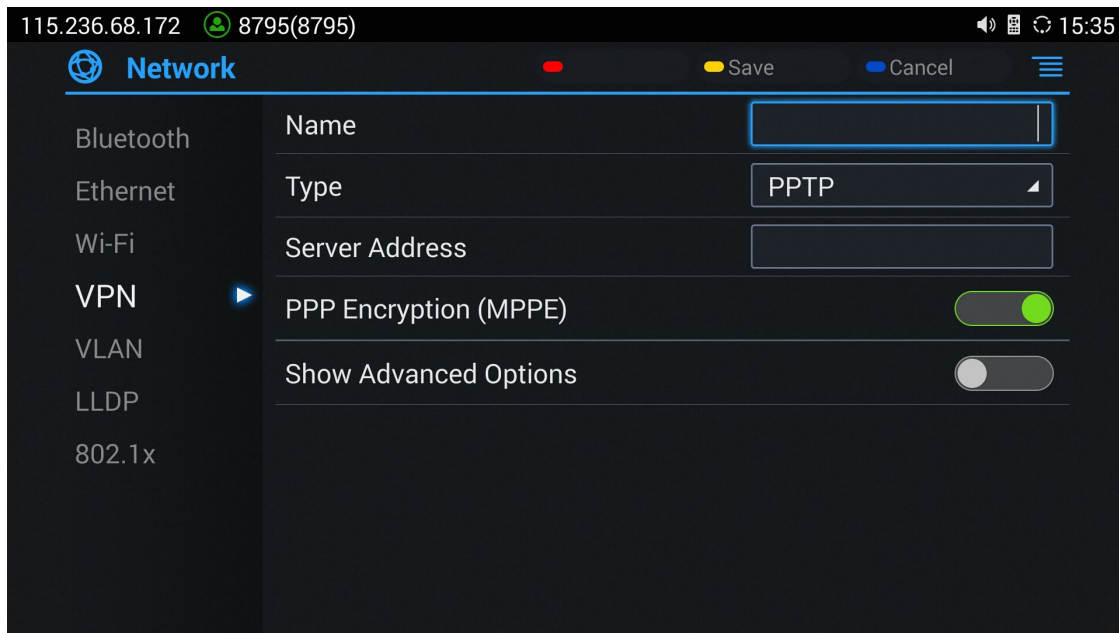 115.236.68.172 8795(8795) 15:35
Network Save Cancel
Bluetooth
Ethernet
Wi-Fi
VPN
VLAN
LLDP
802.1x
Name
Type PPTP
Server Address
PPP Encryption (MPPE)
Show Advanced Options